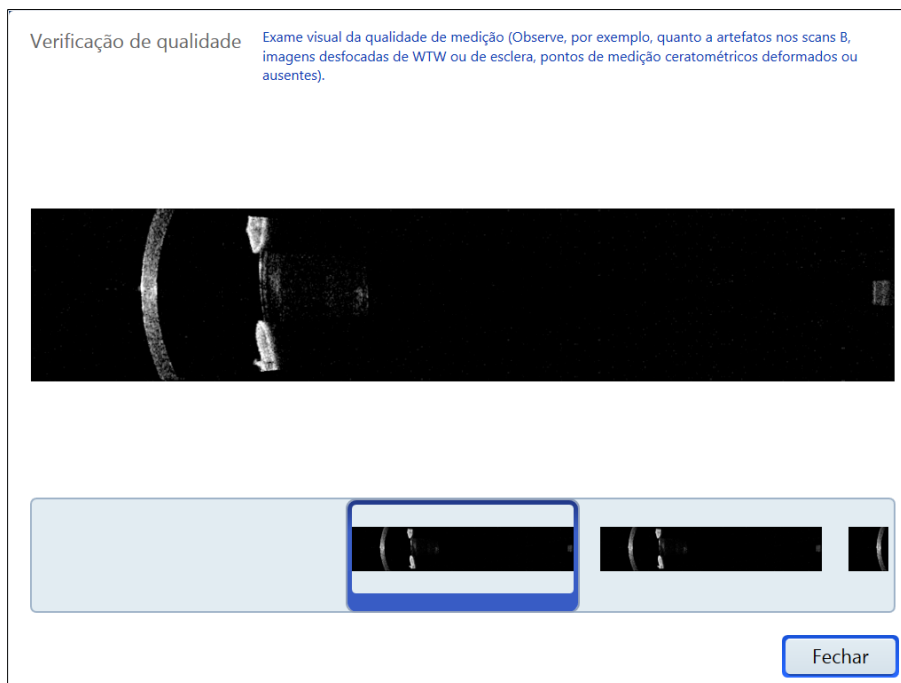 Verificação de qualidade
Exame visual da qualidade de medição (Observe, por exemplo, quanto a artefatos nos scans B,
imagens desfocadas de WTW ou de esclera, pontos de medição ceratométricos deformados ou
ausentes).
Fechar